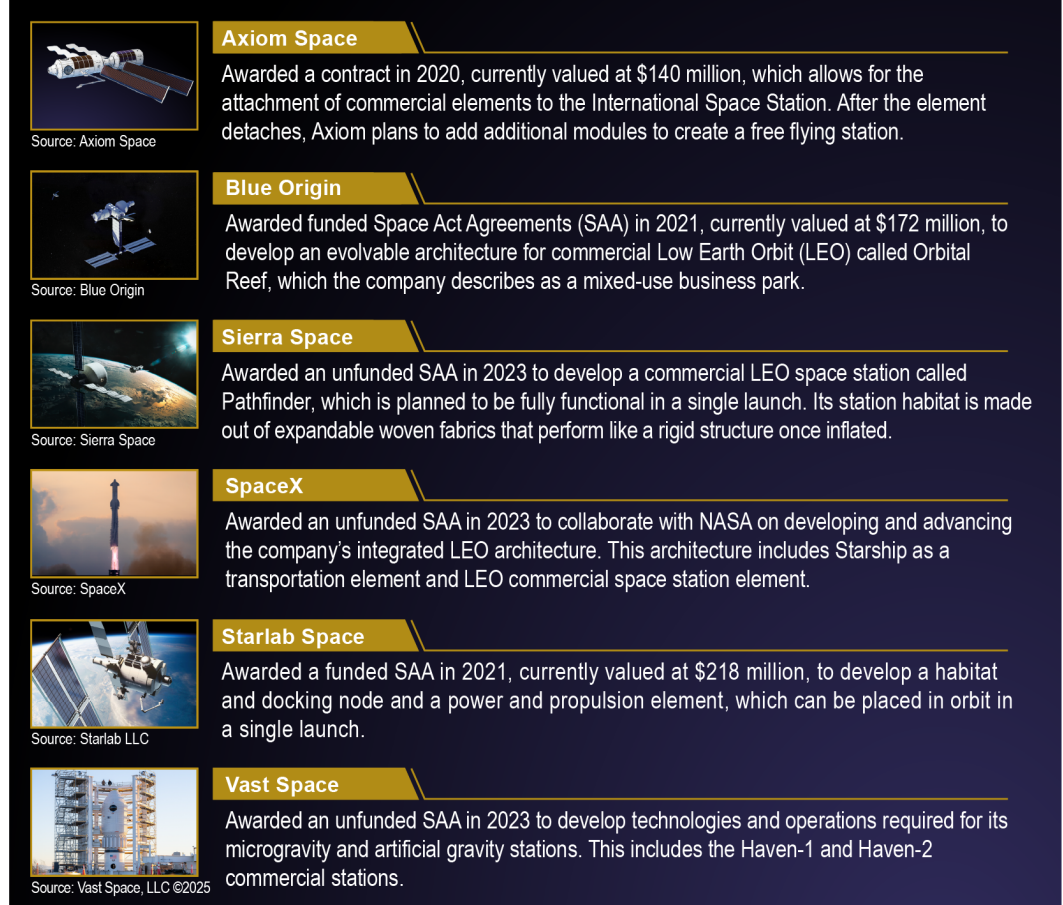 Axiom Space
Awarded a contract in 2020, currently valued at $140 million, which allows for the
attachment of commercial elements to the International Space Station. After the element
detaches, Axiom plans to add additional modules to create a free flying station.
Source: Axiom Space
Blue Origin
Awarded funded Space Act Agreements (SAA) in 2021, currently valued at $172 million, to
develop an evolvable architecture for commercial Low Earth Orbit (LEO) called Orbital
Reef, which the company describes as a mixed-use business park.
Source: Blue Origin
Sierra Space
Awarded an unfunded SAA in 2023 to develop a commercial LEO space station called
Pathfinder, which is planned to be fully functional in a single launch. Its station habitat is made
out of expandable woven fabrics that perform like a rigid structure once inflated.
Source: Sierra Space
SpaceX
Awarded an unfunded SAA in 2023 to collaborate with NASA on developing and advancing
the company's integrated LEO architecture. This architecture includes Starship as a
transportation element and LEO commercial space station element.
Source: SpaceX
Starlab Space
Awarded a funded SAA in 2021, currently valued at $218 million, to develop a habitat
and docking node and a power and propulsion element, which can be placed in orbit in
a single launch.
Source: Starlab LLC
Vast Space
Awarded an unfunded SAA in 2023 to develop technologies and operations required for its
microgravity and artificial gravity stations. This includes the Haven-1 and Haven-2
commercial stations.
Source: Vast Space, LLC ©2025